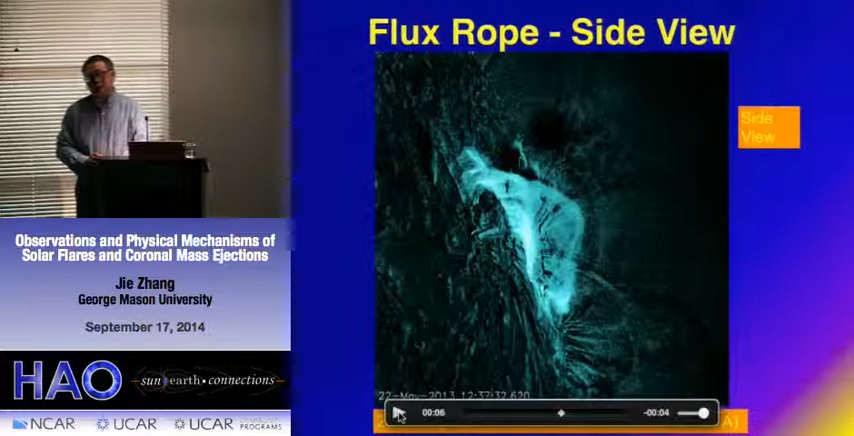 Flux Rope - Side View
Side
View
Observations and Physical Mechanisms of
Solar Flares and Coronal Mass Ejections
Jie Zhang
George Mason University
September 17, 2014
HAO
sun earth • connections
NCAR
UCAR
UCAR COMMUNITY
PROGRAMS
22-May-2013 12:37:32.620
00:06
-00:04
A)